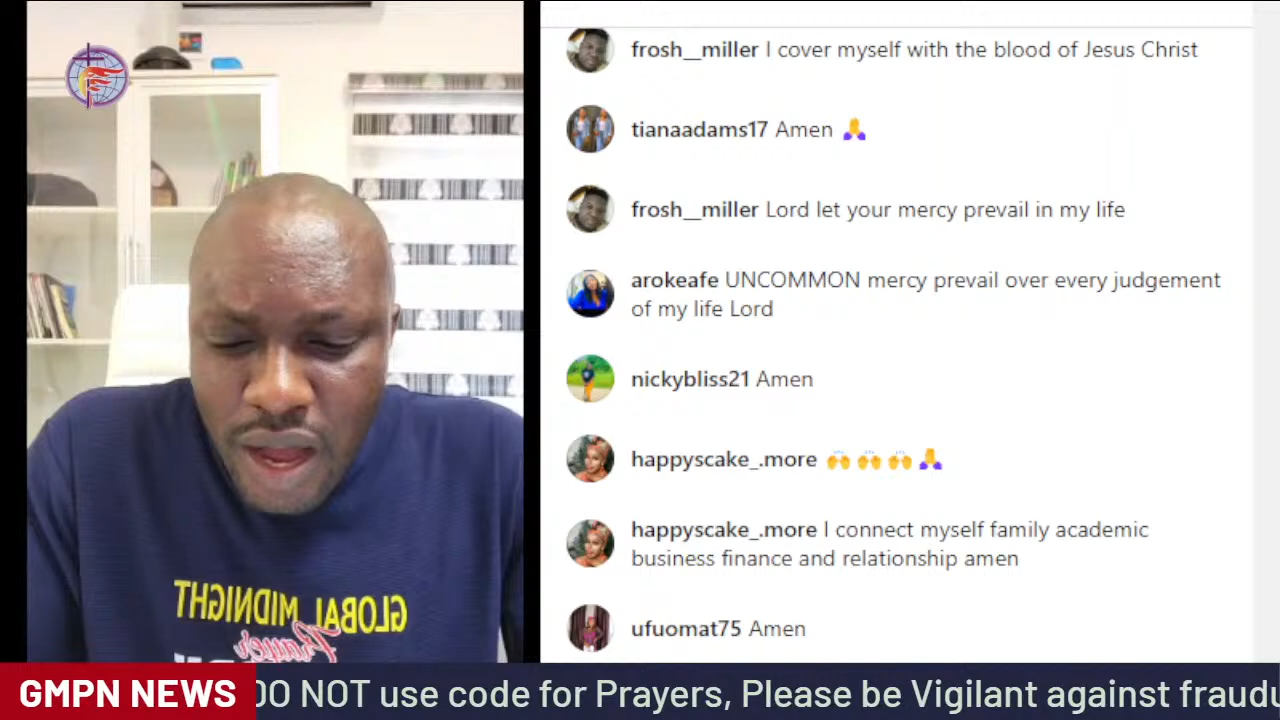 frosh__miller I cover myself with the blood of Jesus Christ
tianaadams17 Amen 🙏
frosh__miller Lord let your mercy prevail in my life
arokeafe UNCOMMON mercy prevail over every judgement
of my life Lord
nickybliss21 Amen
happyscake_.more 🙌 🙌 🙌 🙏
happyscake_.more I connect myself family academic
business finance and relationship amen
ufuomat75 Amen
GLOBAL MIDNIGHT
Prayer
GMPN NEWS DO NOT use code for Prayers, Please be Vigilant against fraudu